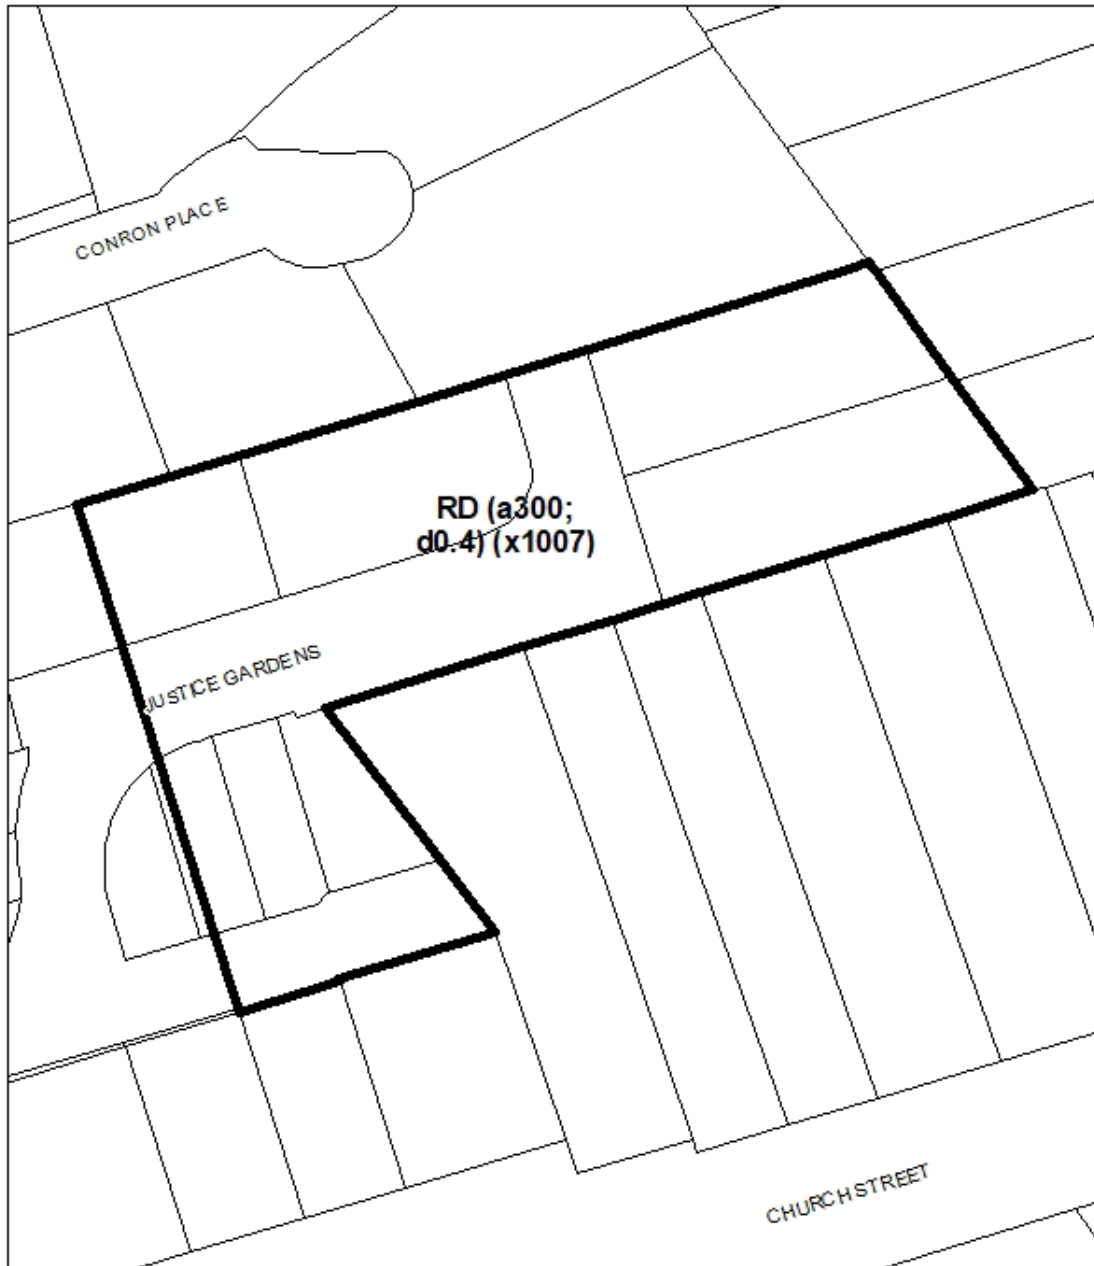 CONRON PLACE
RD (a300;
d0.4) (x1007)
JUSTICE GARDENS
CHURCH STREET